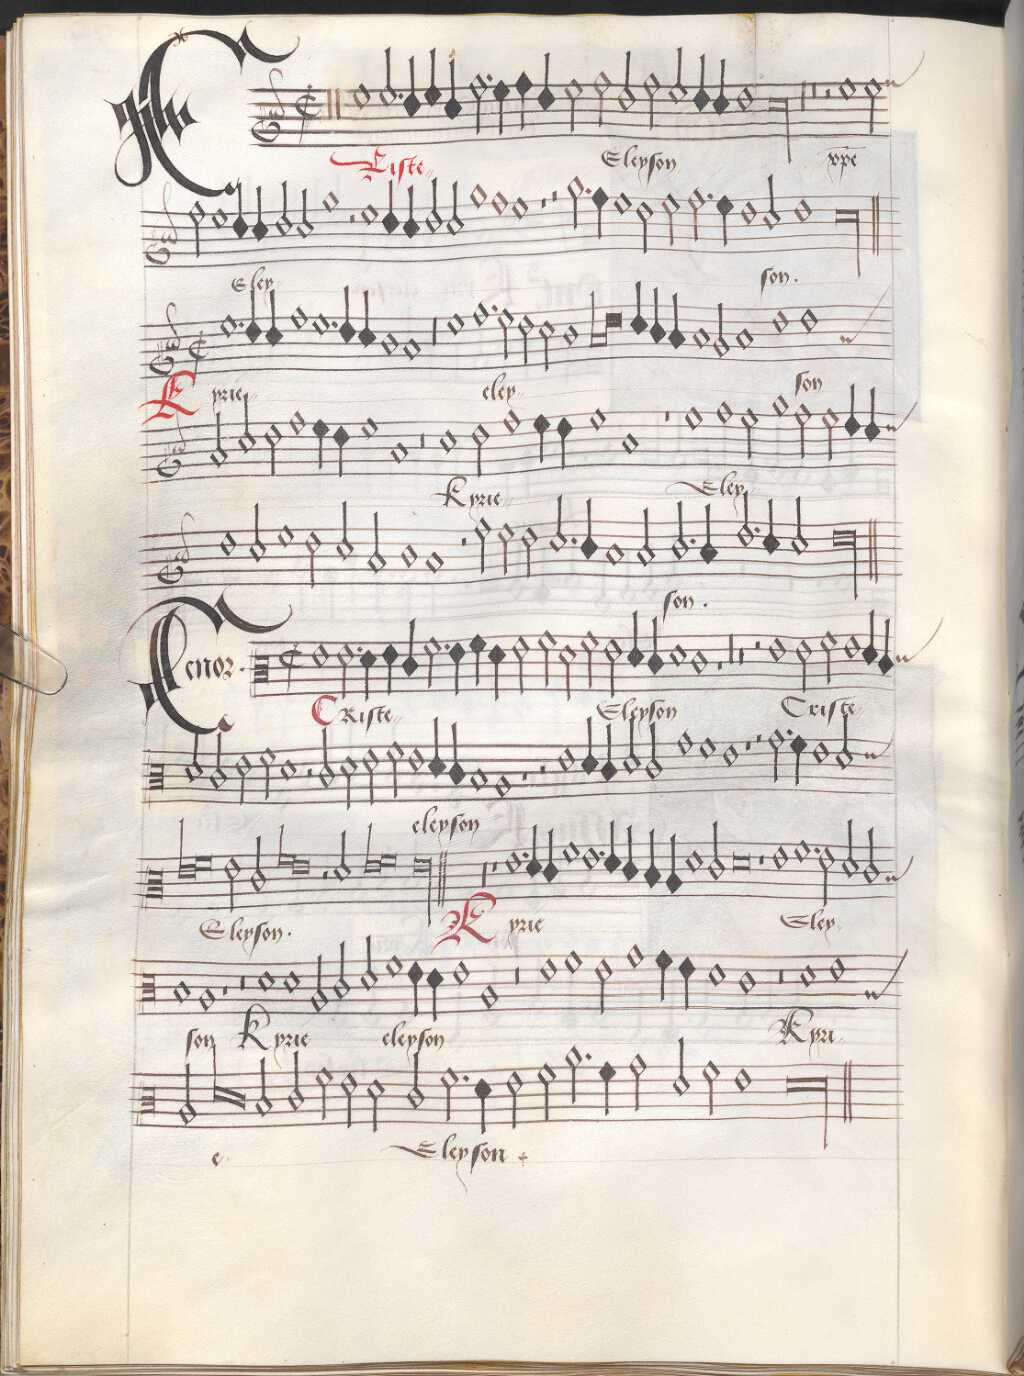 Criste Eleyson xpe
Eley son.
Kyrie eley son
Kyrie Eley
son.
Tenor.
CRiste Eleyson Criste
eleyson
Eleyson. Kyrie Eley
son Kyrie eleyson Kyri
e. Eleyson